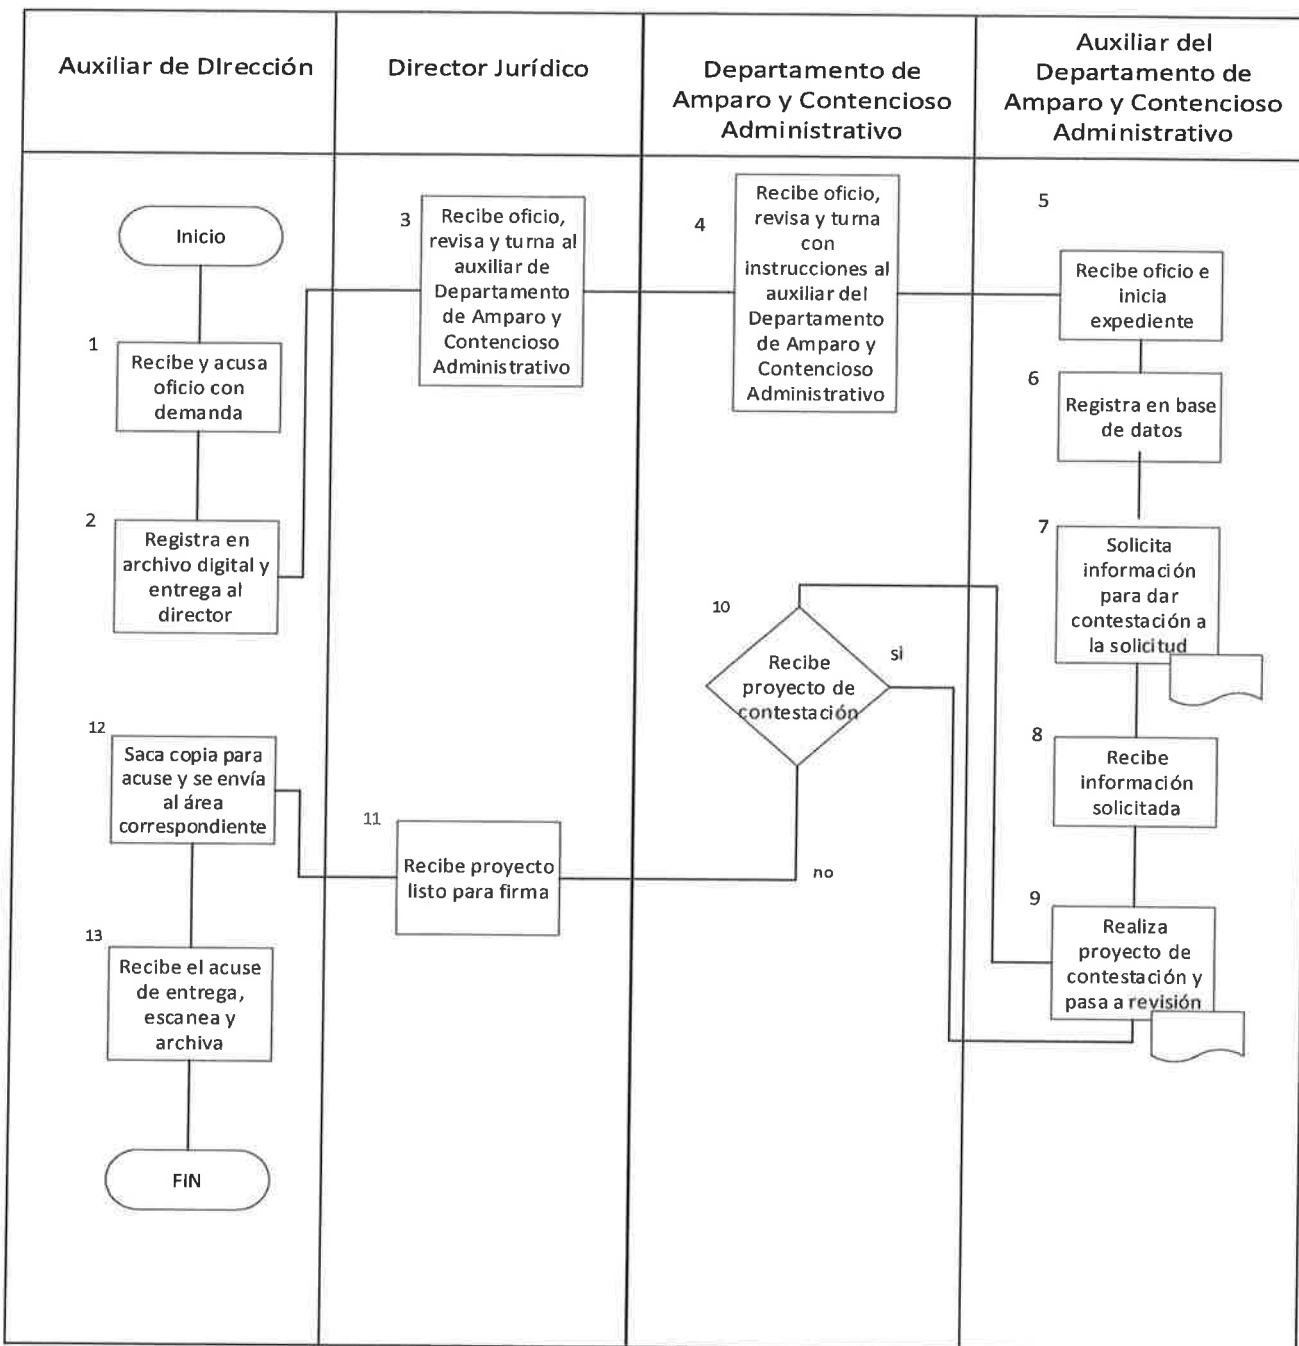 Auxiliar de DIrección
Director Jurídico
Departamento de
Amparo y Contencioso
Administrativo
Auxiliar del
Departamento de
Amparo y Contencioso
Administrativo
Inicio
1
Recibe y acusa
oficio con
demanda
2
Registra en
archivo digital y
entrega al
director
3
Recibe oficio,
revisa y turna al
auxiliar de
Departamento
de Amparo y
Contencioso
Administrativo
4
Recibe oficio,
revisa y turna
con
instrucciones al
auxiliar del
Departamento
de Amparo y
Contencioso
Administrativo
5
Recibe oficio e
inicia
expediente
6
Registra en base
de datos
7
Solicita
información
para dar
contestación a
la solicitud
8
Recibe
información
solicitada
9
Realiza
proyecto de
contestación y
pasa a revisión
10
Recibe
proyecto de
contestación
si
no
11
Recibe proyecto
listo para firma
12
Saca copia para
acuse y se envía
al área
correspondiente
13
Recibe el acuse
de entrega,
escanea y
archiva
FIN